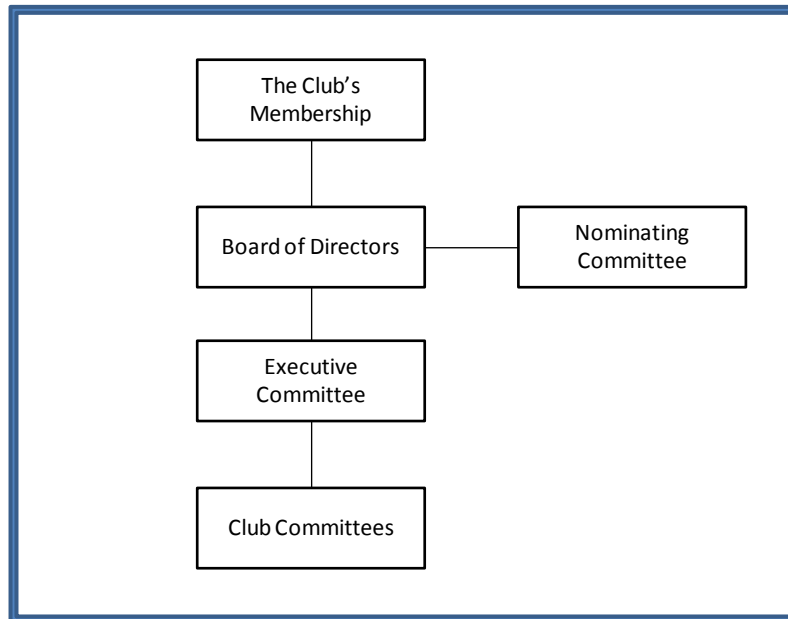 The Club's
Membership
Board of Directors
Nominating
Committee
Executive
Committee
Club Committees